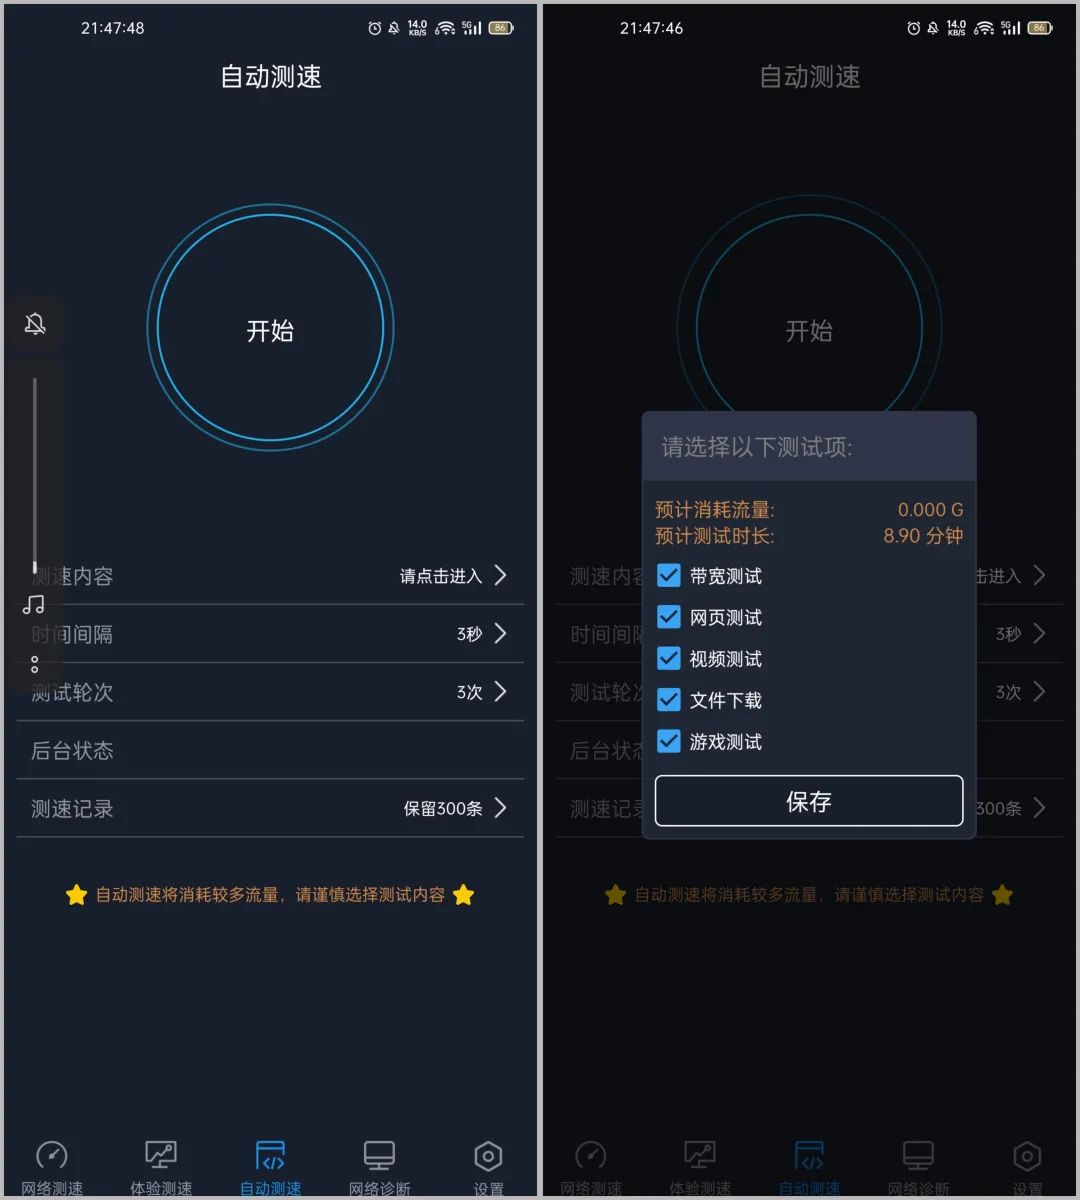 21:47:48
14.0
KB/S
5G
86
自动测速
开始
测速内容
请点击进入
时间间隔
3秒
测试轮次
3次
后台状态
测速记录
保留300条
自动测速将消耗较多流量，请谨慎选择测试内容
网络测速
体验测速
自动测速
网络诊断
设置
21:47:46
14.0
KB/S
5G
86
自动测速
开始
请选择以下测试项:
预计消耗流量:
0.000 G
预计测试时长:
8.90 分钟
带宽测试
网页测试
视频测试
文件下载
游戏测试
保存
测速内容
击进入
时间间隔
3秒
测试轮次
3次
后台状态
测速记录
300条
自动测速将消耗较多流量，请谨慎选择测试内容
网络测速
体验测速
自动测速
网络诊断
设置